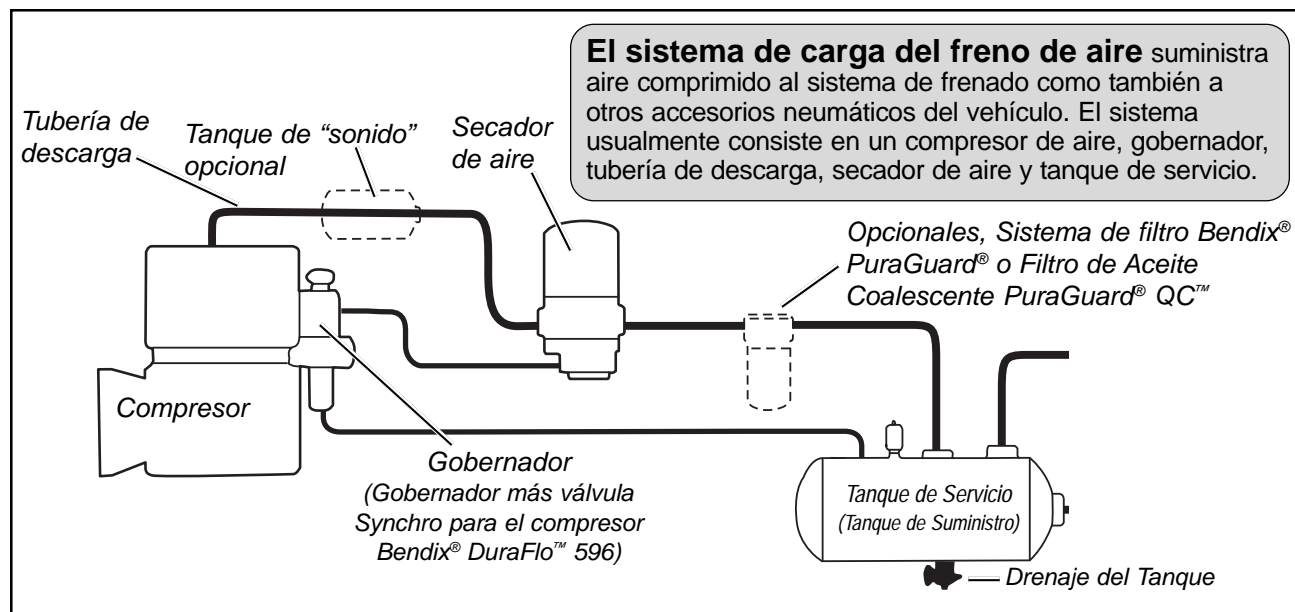 El sistema de carga del freno de aire suministra
aire comprimido al sistema de frenado como también a
otros accesorios neumáticos del vehículo. El sistema
usualmente consiste en un compresor de aire, gobernador,
tubería de descarga, secador de aire y tanque de servicio.
Tubería de
descarga
Tanque de “sonido”
opcional
Secador
de aire
Opcionales, Sistema de filtro Bendix®
PuraGuard® o Filtro de Aceite
Coalescente PuraGuard® QC™
Compresor
Gobernador
(Gobernador más válvula
Synchro para el compresor
Bendix® DuraFlo™ 596)
Tanque de Servicio
(Tanque de Suministro)
Drenaje del Tanque